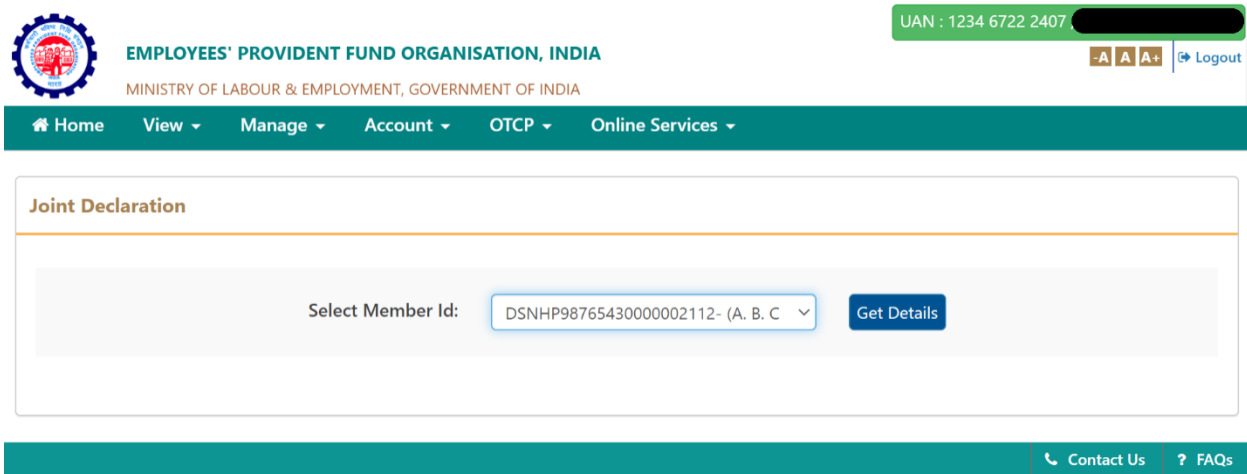 UAN : 1234 6722 2407 ,
EMPLOYEES' PROVIDENT FUND ORGANISATION, INDIA
-A A A+ Logout
MINISTRY OF LABOUR & EMPLOYMENT, GOVERNMENT OF INDIA
Home View Manage Account OTCP Online Services
Joint Declaration
Select Member Id: DSNHP98765430000002112- (A. B. C Get Details
Contact Us ? FAQs